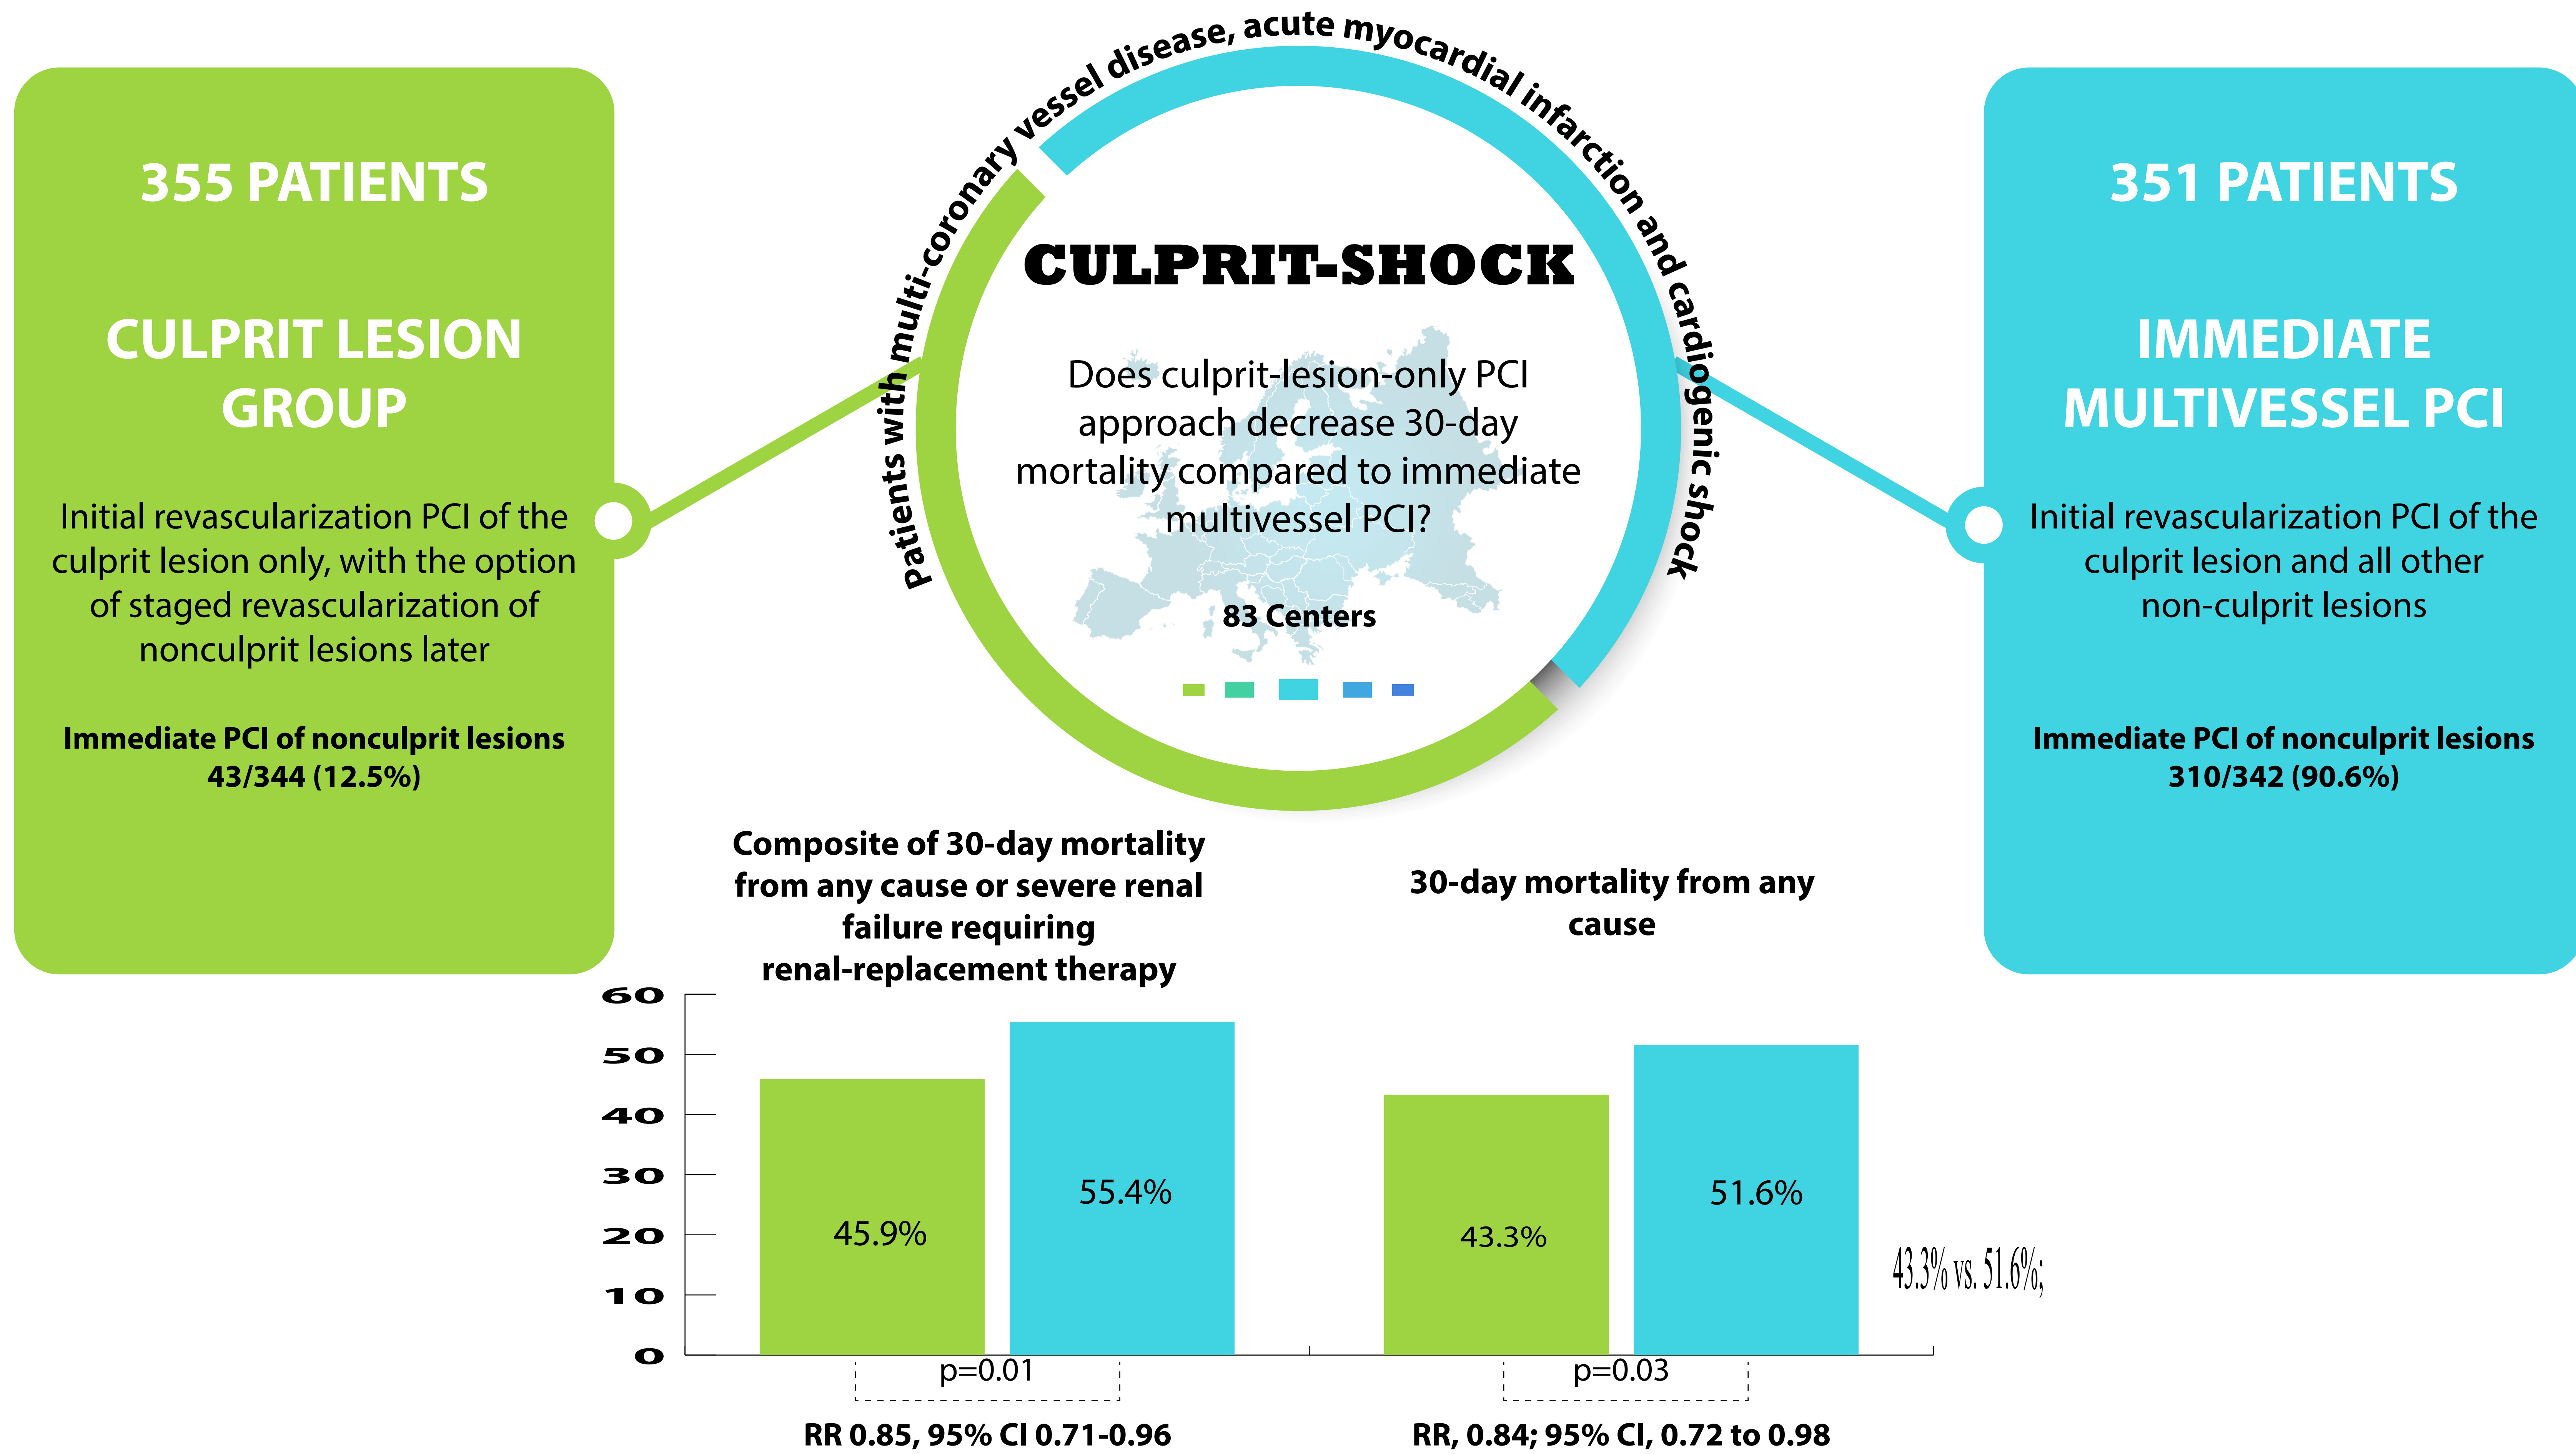 Patients with multi-coronary vessel disease, acute myocardial infarction and cardiogenic shock
355 PATIENTS
CULPRIT LESION
GROUP
Initial revascularization PCI of the
culprit lesion only, with the option
of staged revascularization of
nonculprit lesions later
Immediate PCI of nonculprit lesions
43/344 (12.5%)
CULPRIT-SHOCK
Does culprit-lesion-only PCI
approach decrease 30-day
mortality compared to immediate
multivessel PCI?
83 Centers
351 PATIENTS
IMMEDIATE
MULTIVESSEL PCI
Initial revascularization PCI of the
culprit lesion and all other
non-culprit lesions
Immediate PCI of nonculprit lesions
310/342 (90.6%)
Composite of 30-day mortality
from any cause or severe renal
failure requiring
renal-replacement therapy
30-day mortality from any
cause
60
50
40
30
20
10
0
45.9%
55.4%
43.3%
51.6%
43.3% vs. 51.6%;
p=0.01
p=0.03
RR 0.85, 95% CI 0.71-0.96
RR, 0.84; 95% CI, 0.72 to 0.98